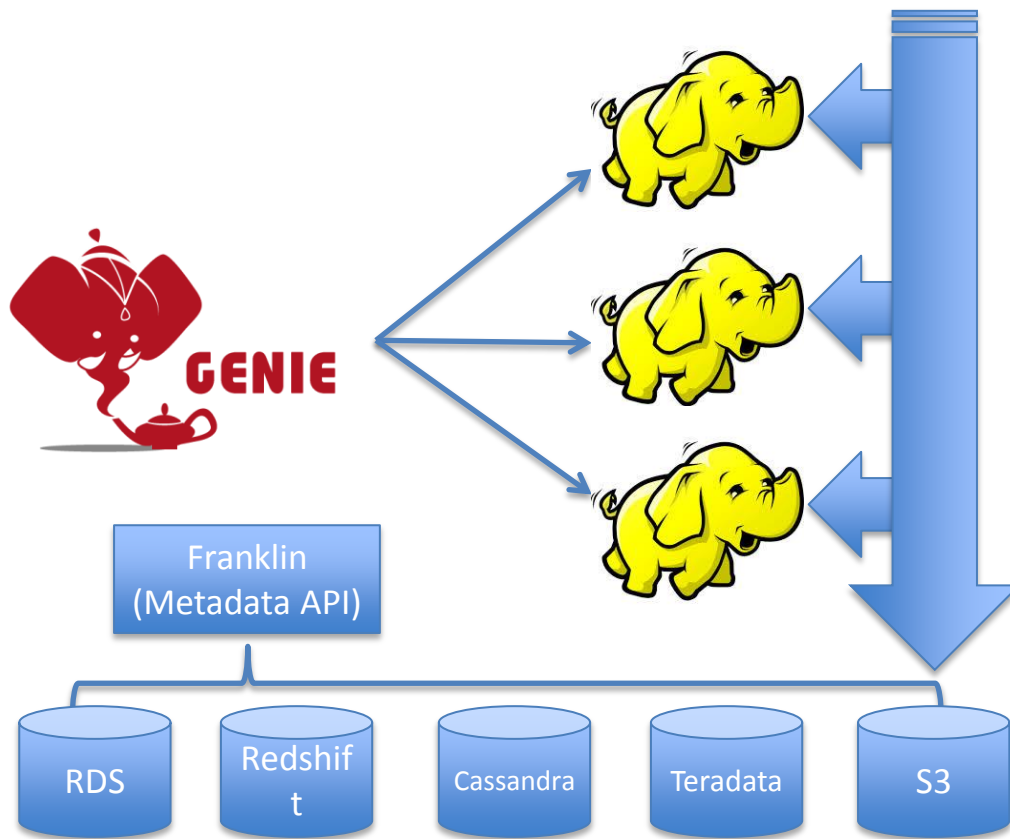 GENIE
Franklin
(Metadata API)
RDS
Redshif
t
Cassandra
Teradata
S3